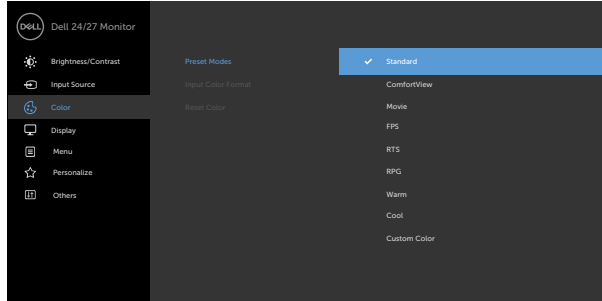 DELL
Dell 24/27 Monitor
Brightness/Contrast
Input Source
Color
Display
Menu
Personalize
Others
Preset Modes
Input Color Format
Reset Color
Standard
ComfortView
Movie
FPS
RTS
RPG
Warm
Cool
Custom Color